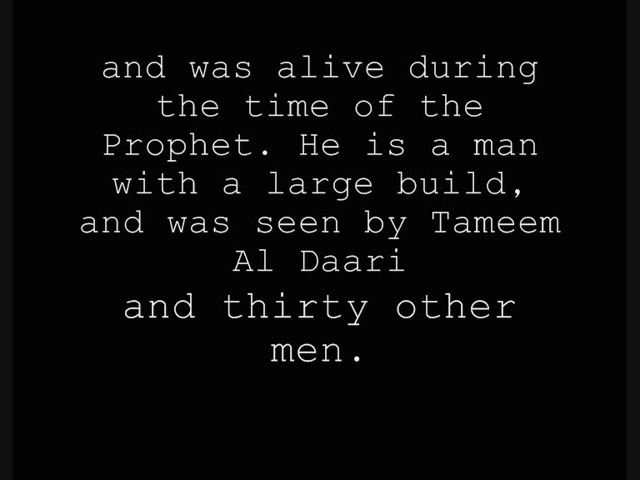 and was alive during
the time of the
Prophet. He is a man
with a large build,
and was seen by Tameem
Al Daari
and thirty other
men.